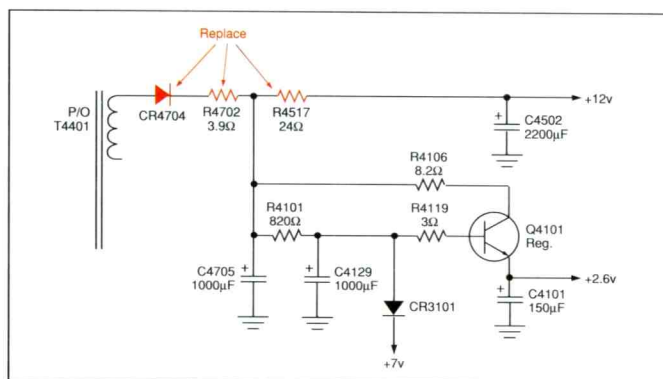 Replace
P/O
T4401
CR4704
R4702
3.9Ω
R4517
24Ω
+12v
+
C4502
2200µF
R4106
8.2Ω
R4101
820Ω
R4119
3Ω
Q4101
Reg.
+
C4705
1000µF
+
C4129
1000µF
CR3101
+2.6v
+
C4101
150µF
+7v